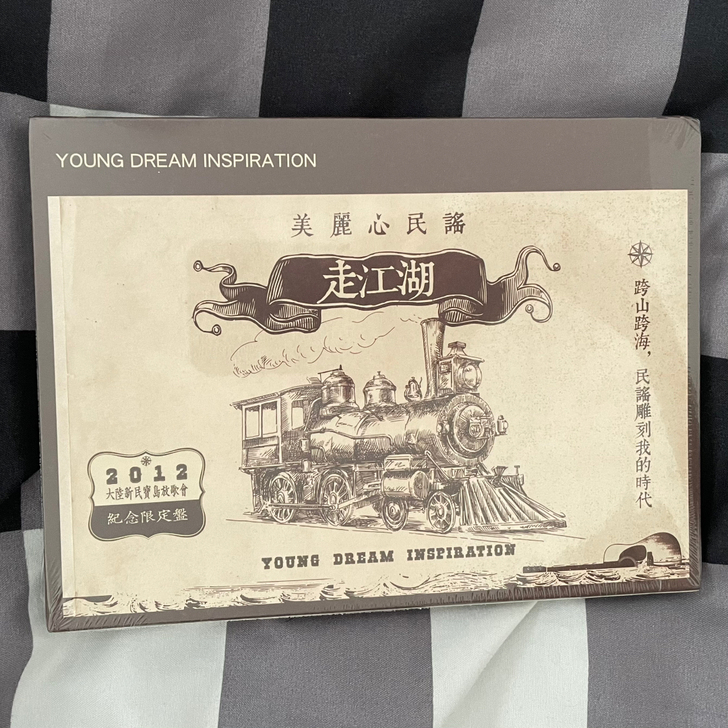 YOUNG DREAM INSPIRATION
美麗心民謠
走江湖
跨山跨海，民謠雕刻我的時代
2012
大陸新民寶島放歌會
紀念限定盤
YOUNG DREAM INSPIRATION